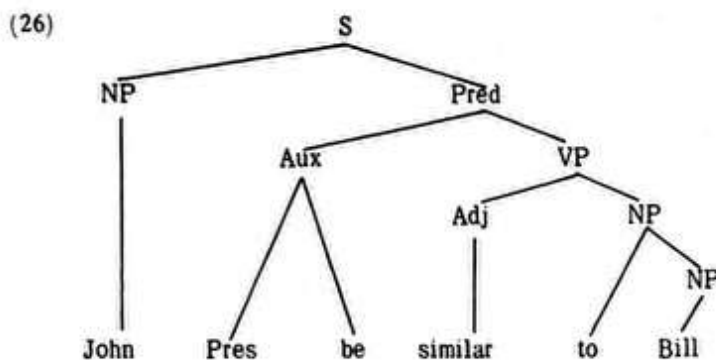 (26)
S
NP Pred
Aux VP
Adj NP
NP
John Pres be similar to Bill